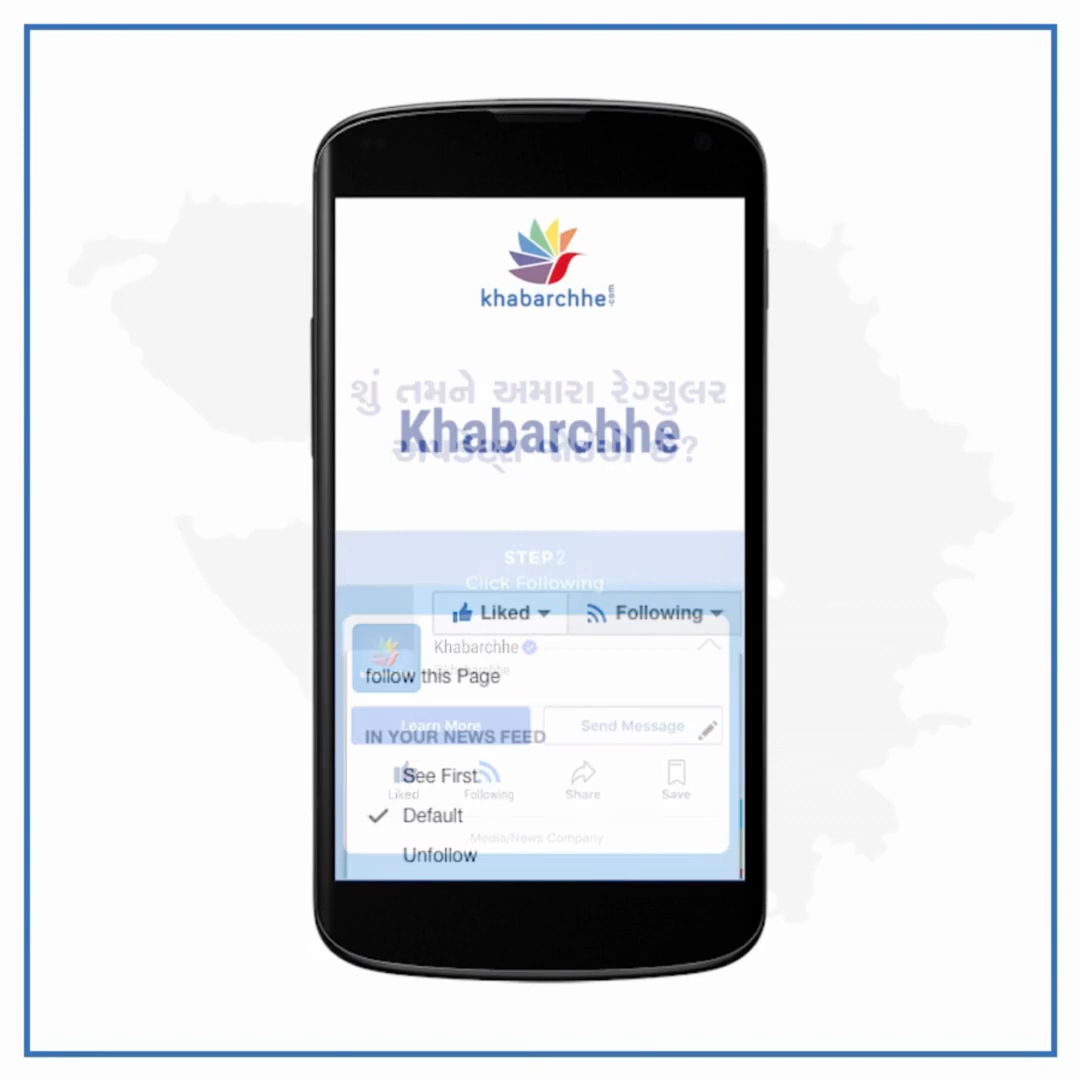 khabarchhe.com
શું તમને અમારા રેગ્યુલર
Khabarchhe
છે?
STEP 2
Click Following
Liked Following
Khabarchhe
follow this Page
Learn More Send Message
IN YOUR NEWS FEED
See First
Liked Following Share Save
Default
Media/News Company
Unfollow